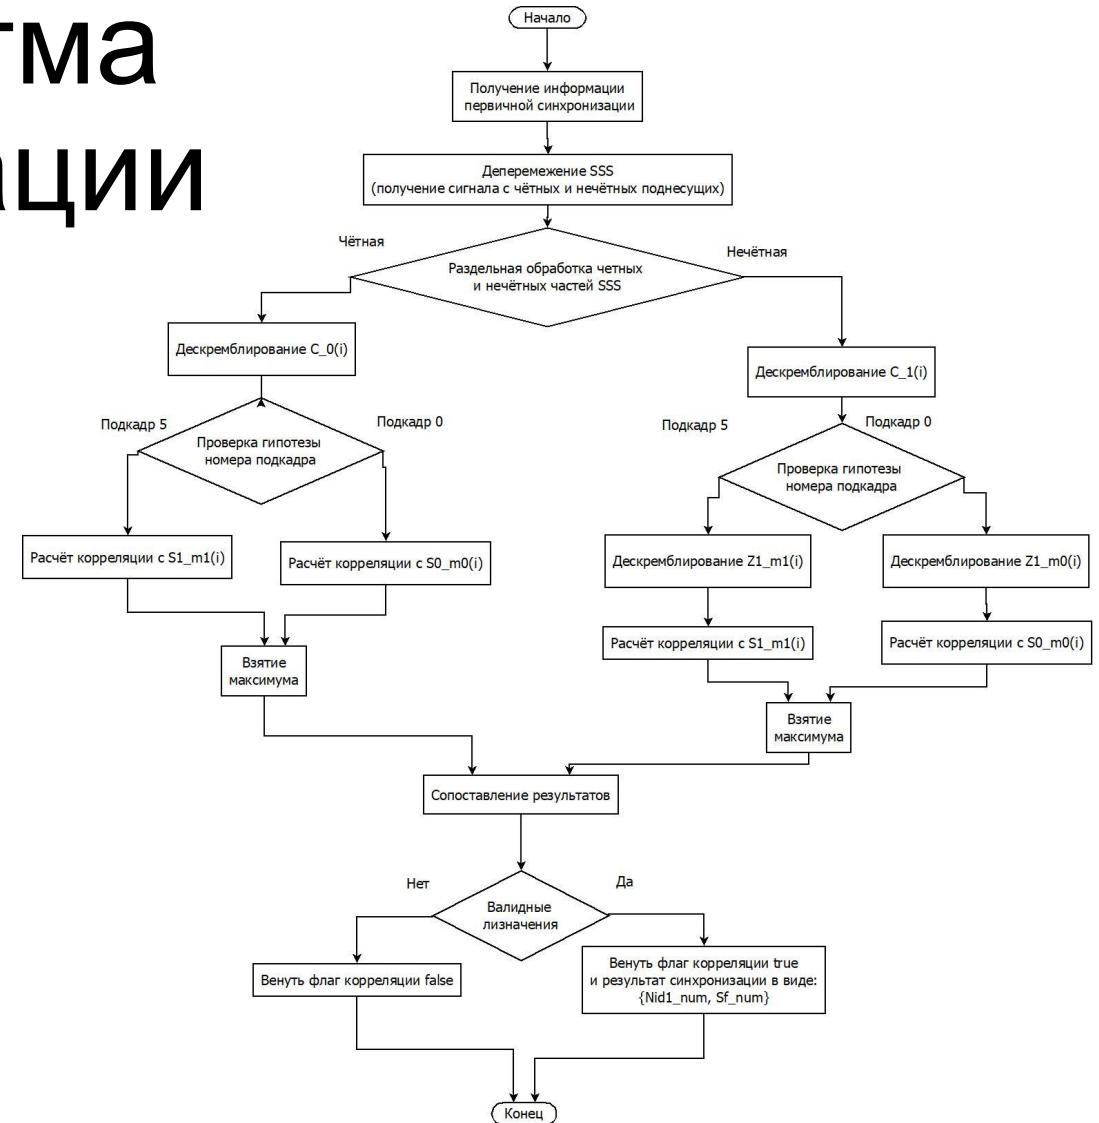 тма
ации
Начало
Получение информации
первичной синхронизации
Деперемежение SSS
(получение сигнала с чётных и нечётных поднесущих)
Чётная
Нечётная
Раздельная обработка четных
и нечётных частей SSS
Дескремблирование C_0(i)
Дескремблирование C_1(i)
Подкадр 5
Подкадр 0
Проверка гипотезы
номера подкадра
Подкадр 5
Подкадр 0
Проверка гипотезы
номера подкадра
Расчёт корреляции с S1_m1(i)
Расчёт корреляции с S0_m0(i)
Дескремблирование Z1_m1(i)
Дескремблирование Z1_m0(i)
Расчёт корреляции с S1_m1(i)
Расчёт корреляции с S0_m0(i)
Взятие
максимума
Взятие
максимума
Сопоставление результатов
Нет
Да
Валидные
лизначения
Венуть флаг корреляции false
Венуть флаг корреляции true
и результат синхронизации в виде:
{Nid1_num, Sf_num}
Конец